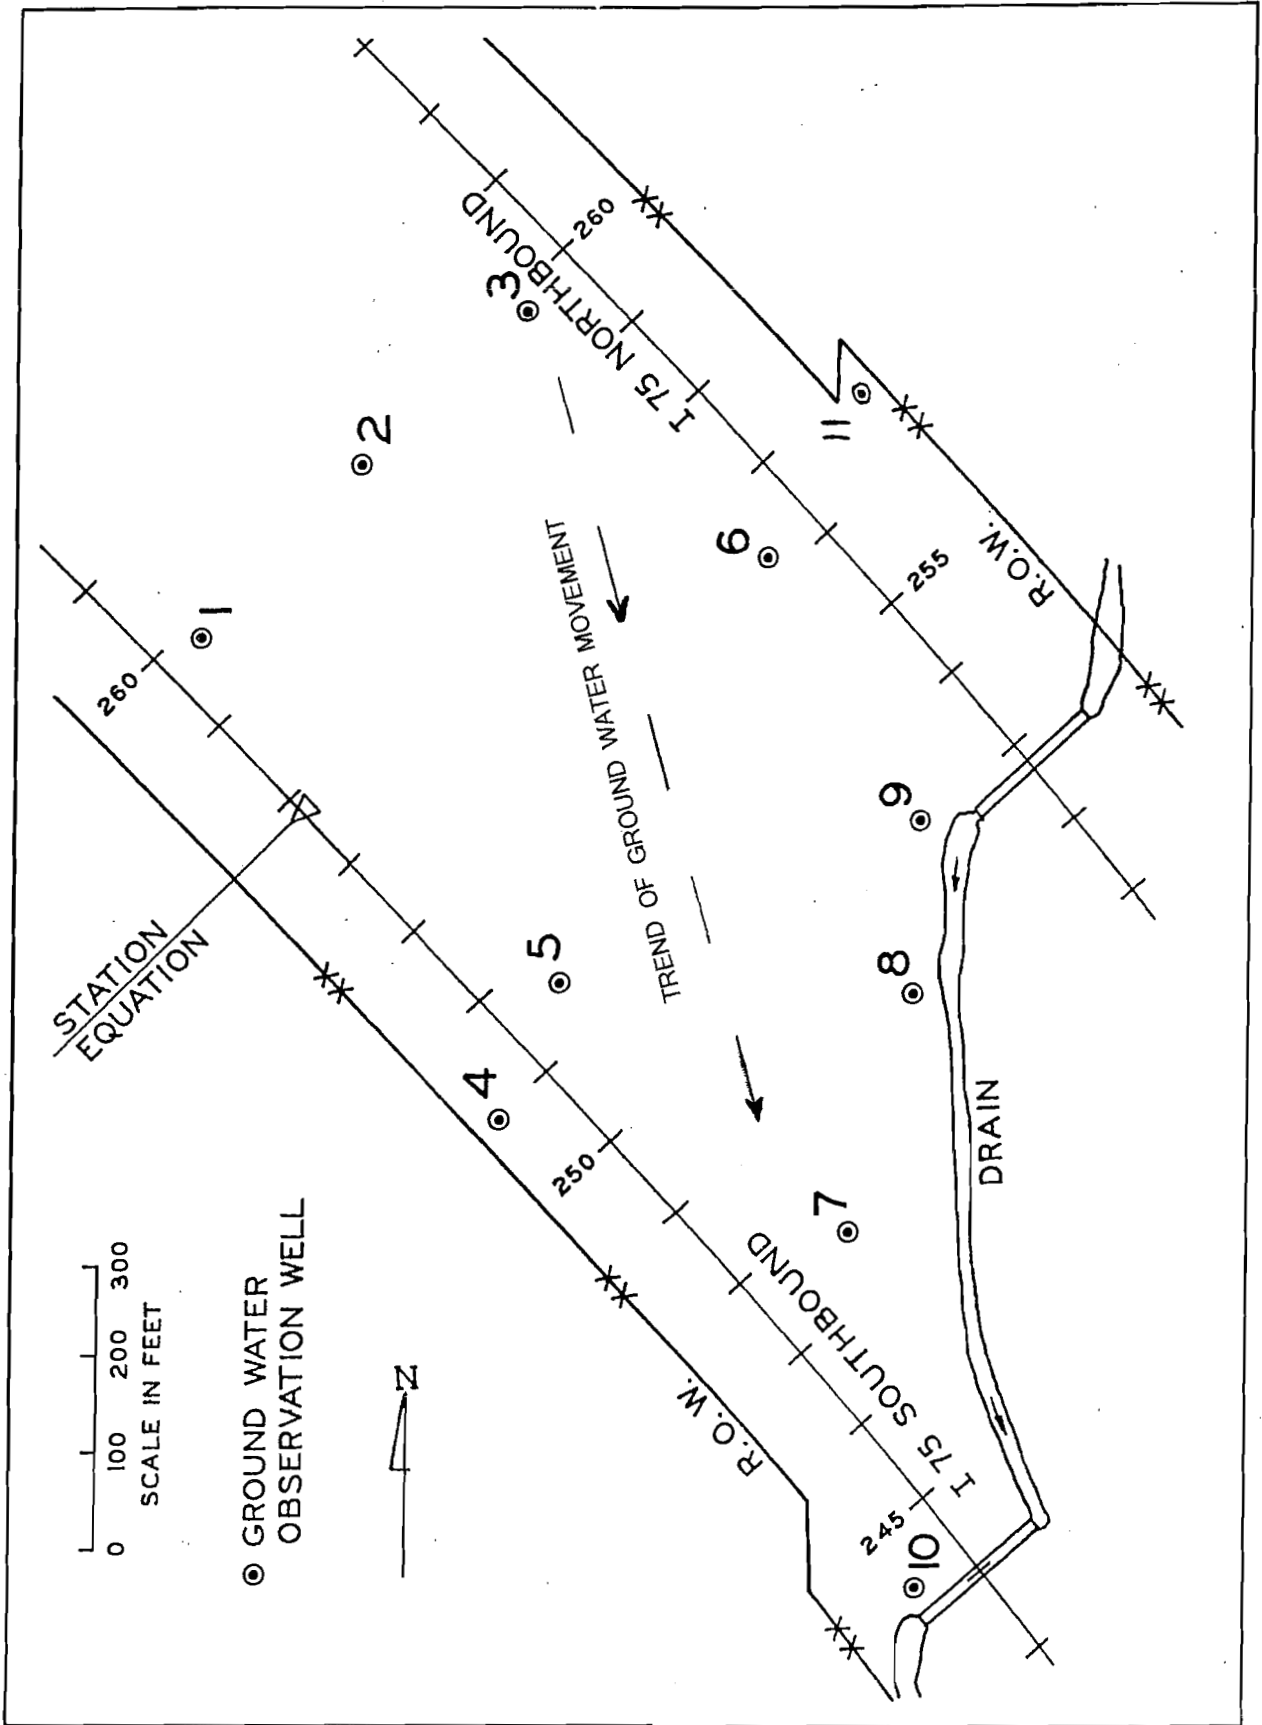 0 100 200 300
SCALE IN FEET
GROUND WATER
OBSERVATION WELL
N
STATION
EQUATION
260
1
2
3
I 75 NORTHBOUND
260
4
5
250
TREND OF GROUND WATER MOVEMENT
6
11
255
R.O.W.
R.O.W.
7
8
9
I 75 SOUTHBOUND
245
10
DRAIN